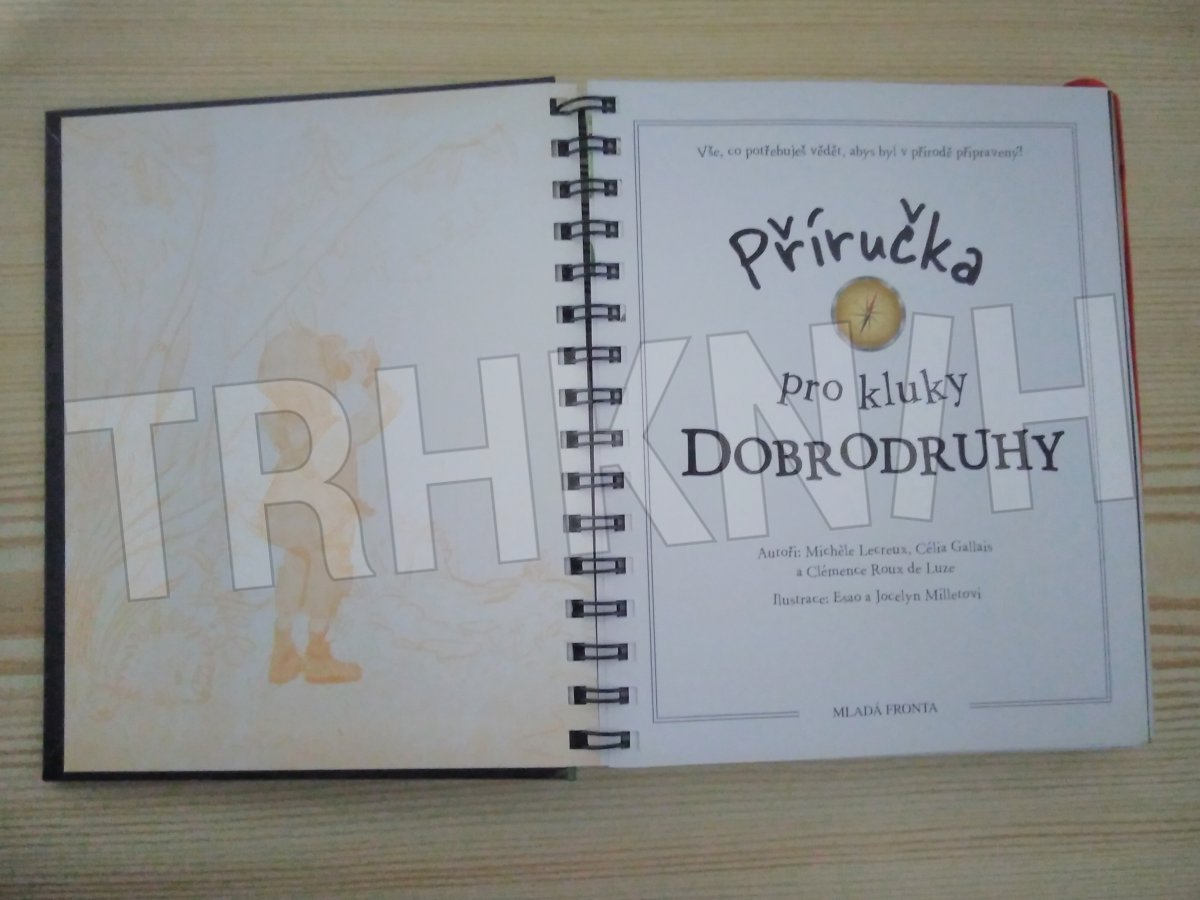 Vše, co potřebuješ vědět, abys byl v přírodě připravený!
Příručka
pro kluky
DOBRODRUHY
Autoři: Michèle Lecreux, Célia Gallais
a Clémence Roux de Luze
Ilustrace: Esao a Jocelyn Milletovi
MLADÁ FRONTA
TRHKNIH